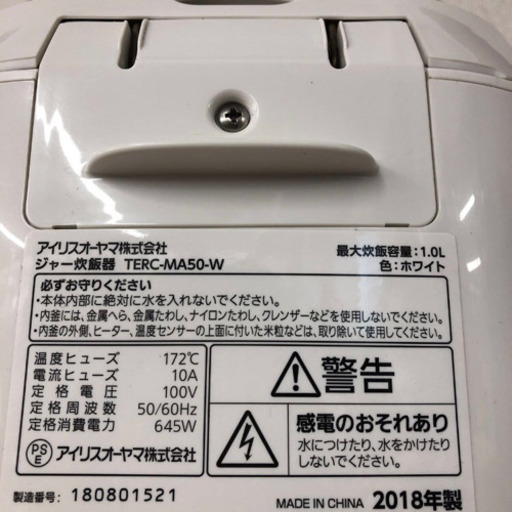 アイリスオーヤマ株式会社
ジャー炊飯器 TERC-MA50-W
最大炊飯容量:1.0L
色:ホワイト
必ずお守りください
・本体内部に絶対に水を入れないでください。
・内釜には、金属へら、金属たわし、ナイロンたわし、クレンザーなどを使用しないでください。
・内釜の外側、ヒーター、温度センサーの上面に付いた米粒などは、取り除いて使用してください。
温度ヒューズ 172℃
電流ヒューズ 10A
定格電圧 100V
定格周波数 50/60Hz
定格消費電力 645W
PSE アイリスオーヤマ株式会社
警告
感電のおそれあり
水につけたり、水をかけたり
しないでください。
製造番号: 180801521
MADE IN CHINA 2018年製